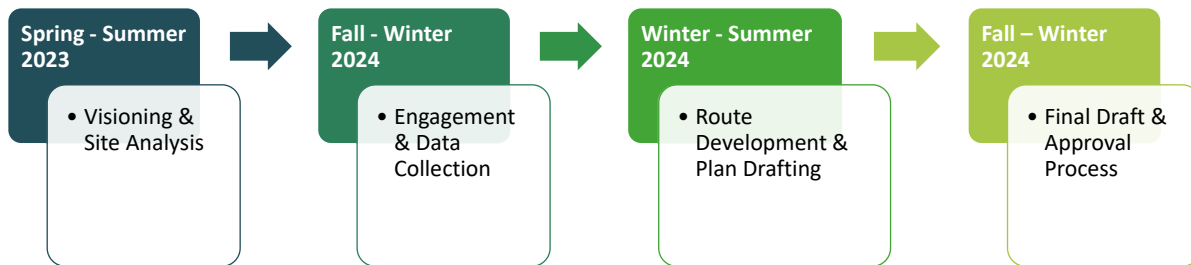 Spring - Summer
2023
• Visioning &
Site Analysis
Fall - Winter
2024
• Engagement
& Data
Collection
Winter - Summer
2024
• Route
Development &
Plan Drafting
Fall – Winter
2024
• Final Draft &
Approval
Process